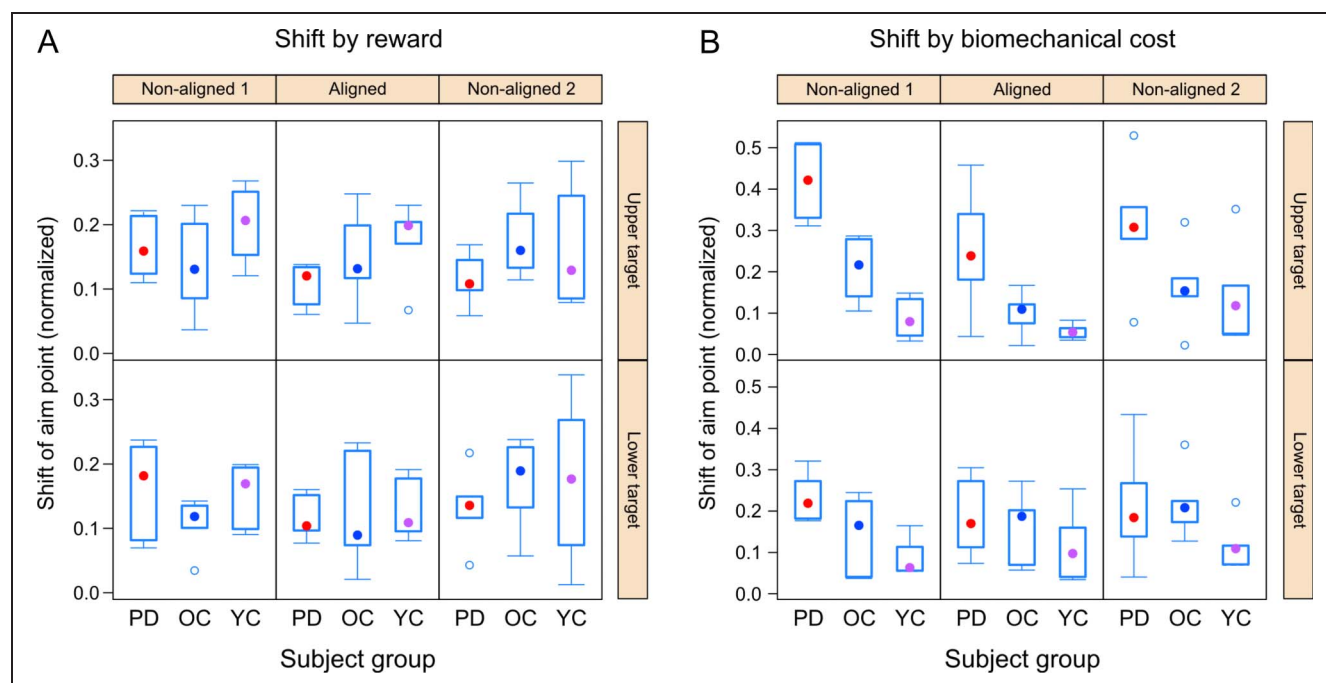 A
Shift by reward
Non-aligned 1
Aligned
Non-aligned 2
Shift of aim point (normalized)
0.3
0.2
0.1
0.0
Upper target
0.3
0.2
0.1
0.0
Lower target
PD OC YC PD OC YC PD OC YC
Subject group
B
Shift by biomechanical cost
Non-aligned 1
Aligned
Non-aligned 2
Shift of aim point (normalized)
0.5
0.4
0.3
0.2
0.1
0.0
Upper target
0.5
0.4
0.3
0.2
0.1
0.0
Lower target
PD OC YC PD OC YC PD OC YC
Subject group